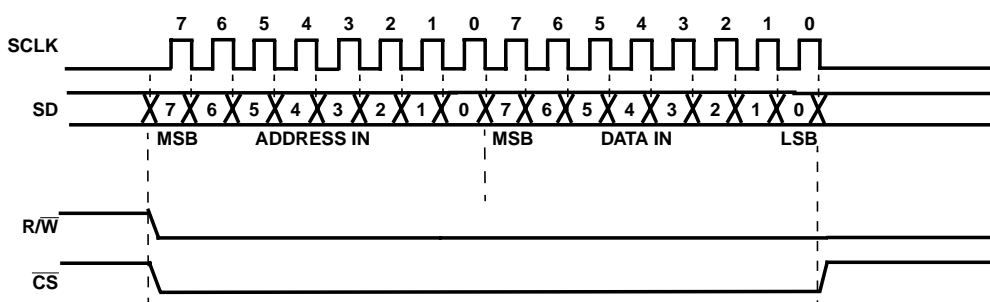 7 6 5 4 3 2 1 0 7 6 5 4 3 2 1 0
SCLK
SD 7 6 5 4 3 2 1 0 7 6 5 4 3 2 1 0
MSB ADDRESS IN MSB DATA IN LSB
R/W̅
C̅S̅